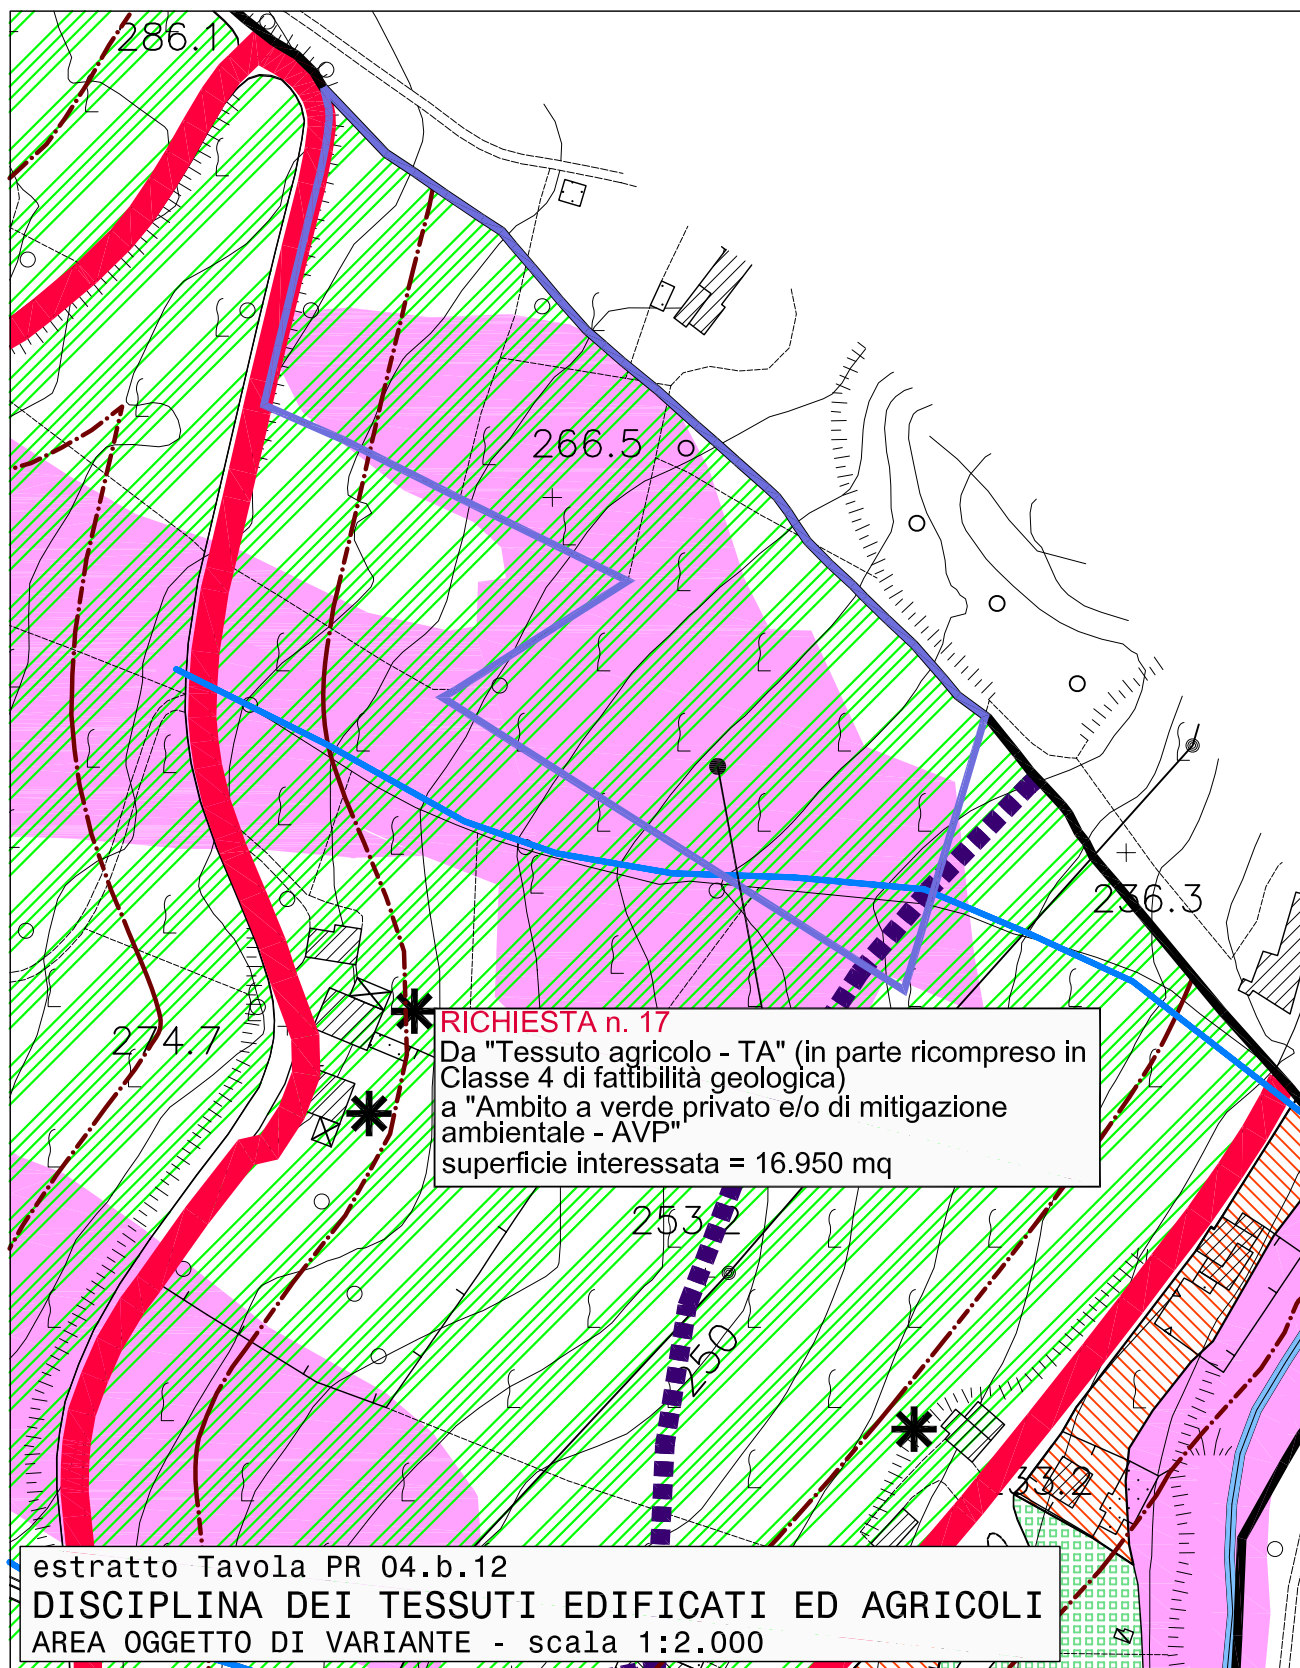 286.1
266.5
236.3
274.7
RICHIESTA n. 17
Da "Tessuto agricolo - TA" (in parte ricompreso in
Classe 4 di fattibilità geologica)
a "Ambito a verde privato e/o di mitigazione
ambientale - AVP"
superficie interessata = 16.950 mq
253.2
250
33.2
estratto Tavola PR 04.b.12
DISCIPLINA DEI TESSUTI EDIFICATI ED AGRICOLI
AREA OGGETTO DI VARIANTE - scala 1:2.000